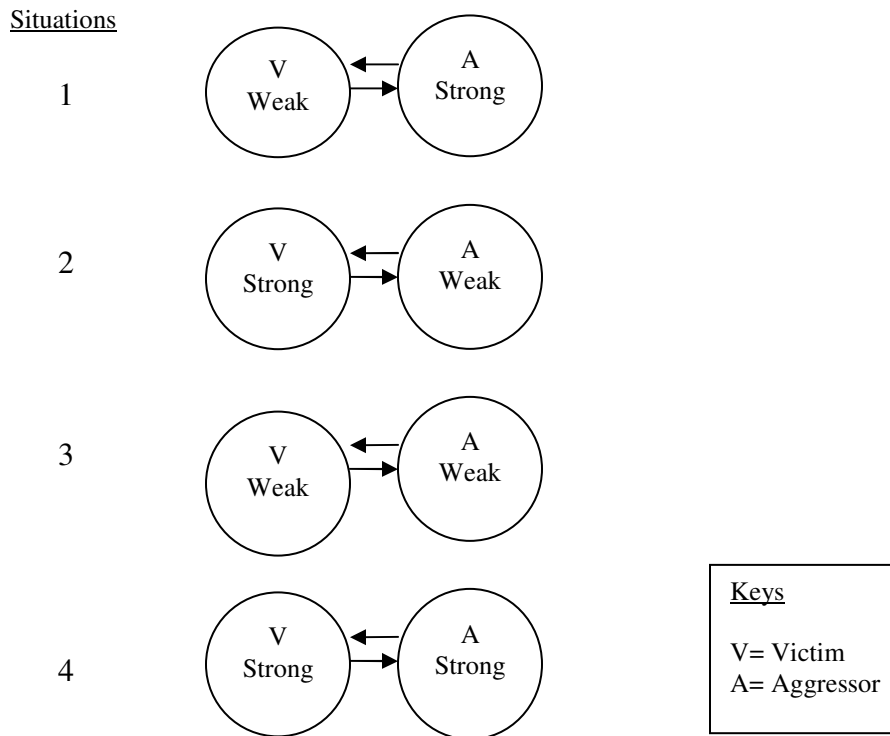 Situations
1
V
Weak
A
Strong
2
V
Strong
A
Weak
3
V
Weak
A
Weak
4
V
Strong
A
Strong
Keys
V= Victim
A= Aggressor